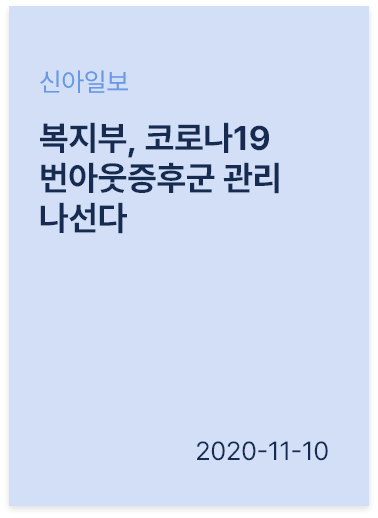 신아일보
복지부, 코로나19
번아웃증후군 관리
나선다
2020-11-10